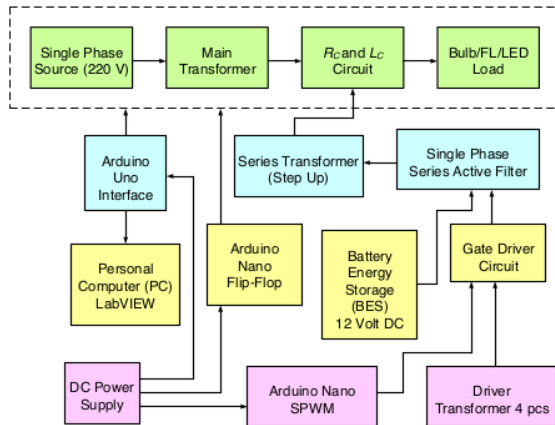 Single Phase
Source (220 V)
Main
Transformer
RC and LC
Circuit
Bulb/FL/LED
Load
Arduino
Uno
Interface
Series Transformer
(Step Up)
Single Phase
Series Active Filter
Personal
Computer (PC)
LabVIEW
Arduino
Nano
Flip-Flop
Battery
Energy
Storage
(BES)
12 Volt DC
Gate Driver
Circuit
DC Power
Supply
Arduino Nano
SPWM
Driver
Transformer 4 pcs